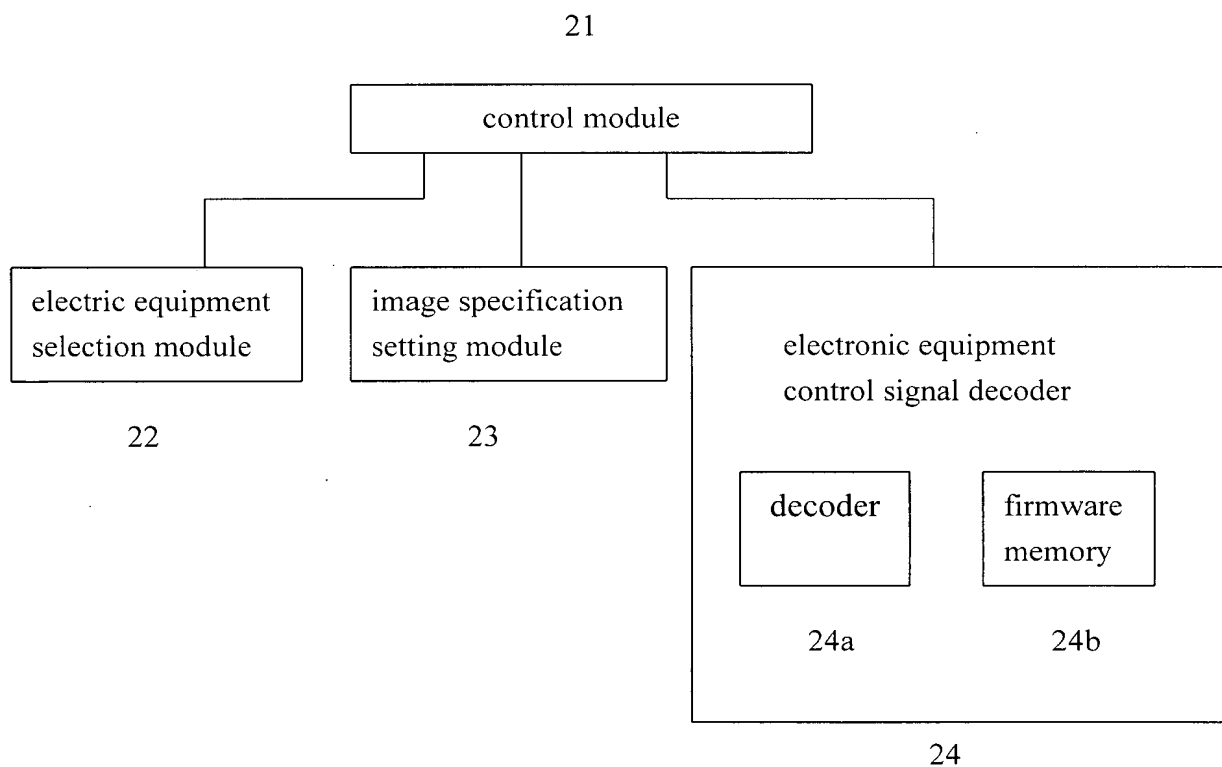 21
control module
electric equipment
selection module
22
image specification
setting module
23
electronic equipment
control signal decoder
decoder
24a
firmware
memory
24b
24